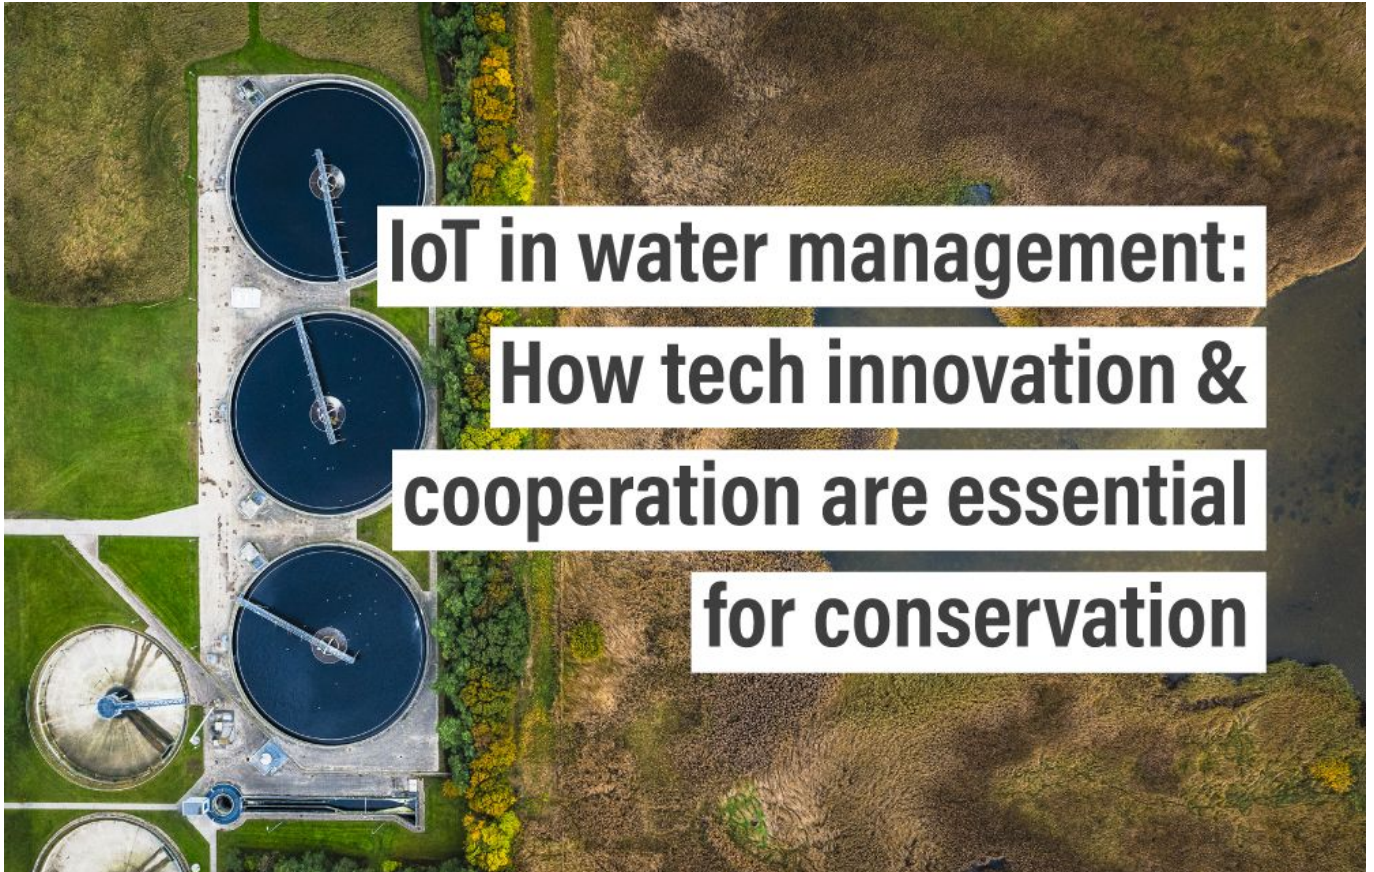 IoT in water management:
How tech innovation &
cooperation are essential
for conservation